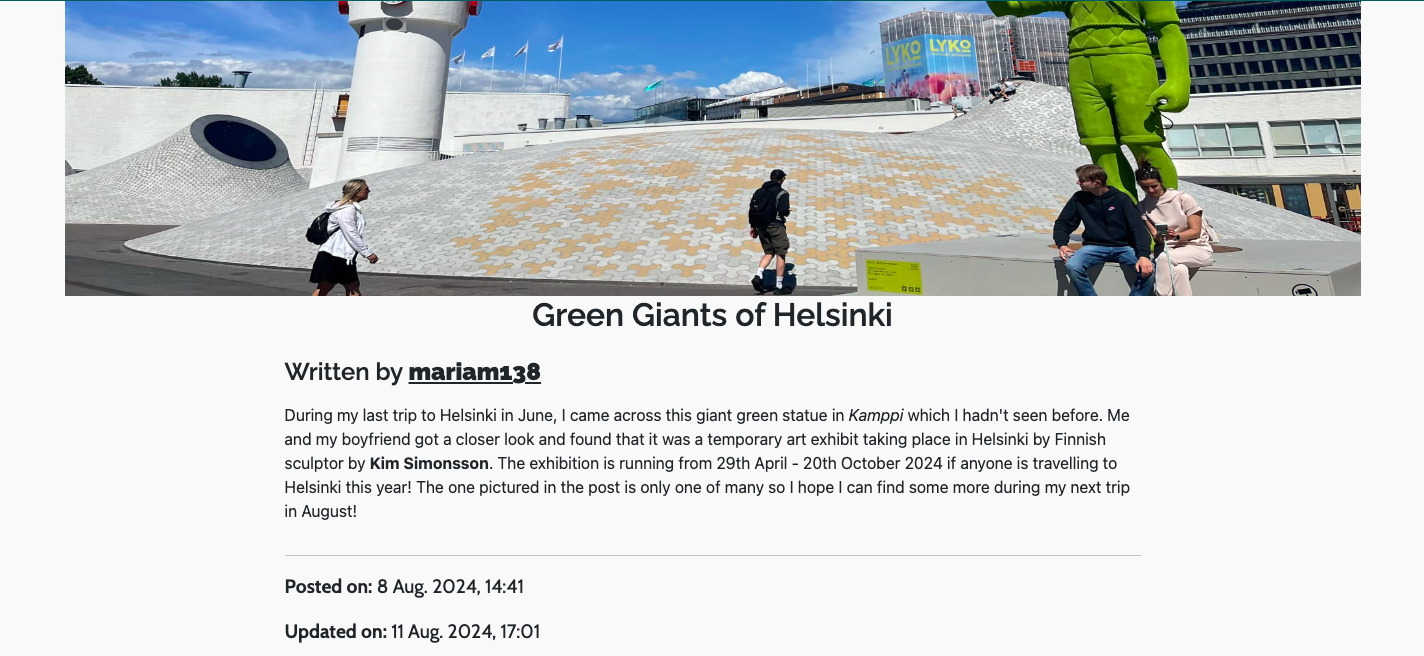 LYKO LYKO
Green Giants of Helsinki
Written by mariam138
During my last trip to Helsinki in June, I came across this giant green statue in Kamppi which I hadn't seen before. Me
and my boyfriend got a closer look and found that it was a temporary art exhibit taking place in Helsinki by Finnish
sculptor by Kim Simonsson. The exhibition is running from 29th April - 20th October 2024 if anyone is travelling to
Helsinki this year! The one pictured in the post is only one of many so I hope I can find some more during my next trip
in August!
Posted on: 8 Aug. 2024, 14:41
Updated on: 11 Aug. 2024, 17:01